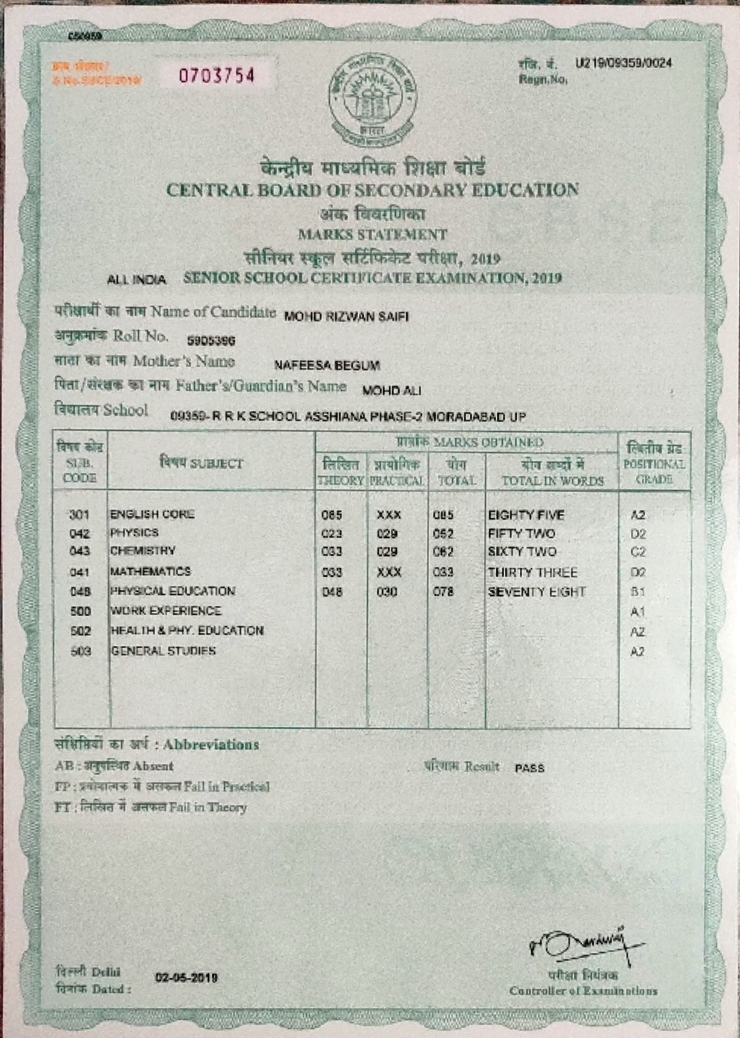 050959
क्रम संख्या/
S.No.SSCE/2019/
0703754
रजि. नं. U219/09359/0024
Regn.No.
केन्द्रीय माध्यमिक शिक्षा बोर्ड
CENTRAL BOARD OF SECONDARY EDUCATION
अंक विवरणिका
MARKS STATEMENT
सीनियर स्कूल सर्टिफिकेट परीक्षा, 2019
ALL INDIA SENIOR SCHOOL CERTIFICATE EXAMINATION, 2019
परीक्षार्थी का नाम Name of Candidate MOHD RIZWAN SAIFI
अनुक्रमांक Roll No. 5905396
माता का नाम Mother's Name NAFEESA BEGUM
पिता/संरक्षक का नाम Father's/Guardian's Name MOHD ALI
विद्यालय School 09359- R R K SCHOOL ASSHIANA PHASE-2 MORADABAD UP
विषय कोड SUB. CODE
विषय SUBJECT
प्राप्तांक MARKS OBTAINED
लिखित THEORY
प्रायोगिक PRACTICAL
योग TOTAL
योग शब्दों में TOTAL IN WORDS
स्थितीय ग्रेड POSITIONAL GRADE
301 ENGLISH CORE 085 XXX 085 EIGHTY FIVE A2
042 PHYSICS 023 029 052 FIFTY TWO D2
043 CHEMISTRY 033 029 062 SIXTY TWO C2
041 MATHEMATICS 033 XXX 033 THIRTY THREE D2
048 PHYSICAL EDUCATION 048 030 078 SEVENTY EIGHT B1
500 WORK EXPERIENCE A1
502 HEALTH & PHY. EDUCATION A2
503 GENERAL STUDIES A2
संक्षिप्तियों का अर्थ : Abbreviations
AB : अनुपस्थित Absent
परिणाम Result PASS
FP : प्रयोगात्मक में असफल Fail in Practical
FT : लिखित में असफल Fail in Theory
दिल्ली Delhi
दिनांक Dated : 02-05-2019
परीक्षा नियंत्रक
Controller of Examinations